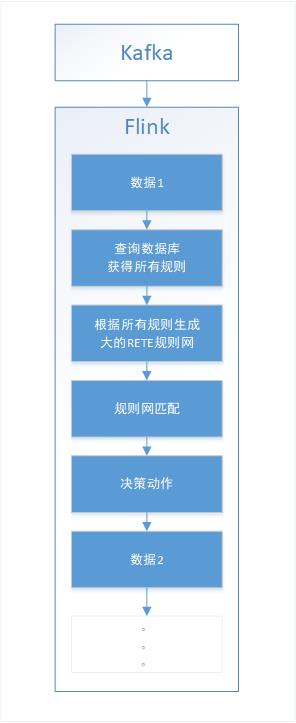 Kafka
Flink
数据1
查询数据库
获得所有规则
根据所有规则生成
大的RETE规则网
规则网匹配
决策动作
数据2
。
。
。